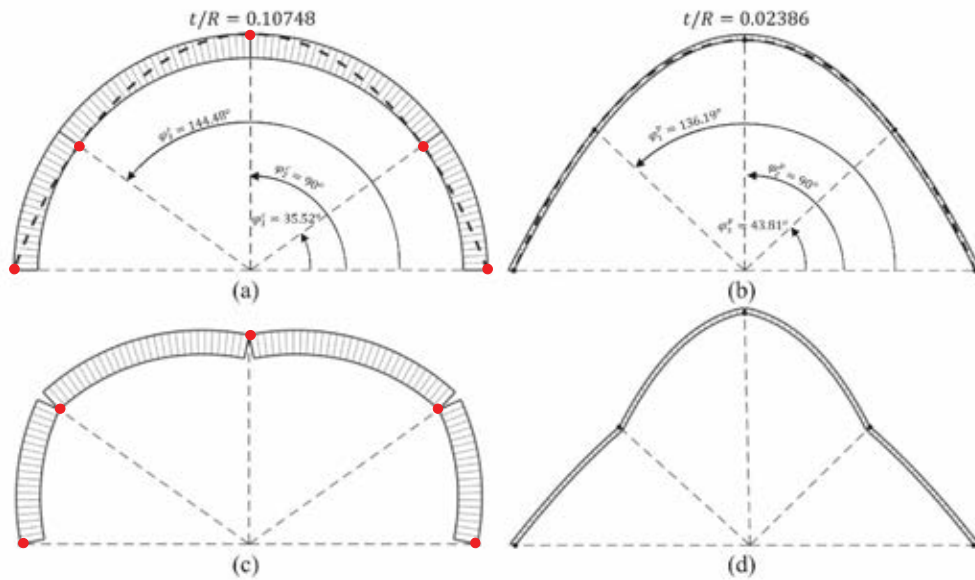 t/R = 0.10748
t/R = 0.02386
= 144.48°
= 90°
= 35.52°
= 136.19°
= 90°
= 43.81°
(a)
(b)
(c)
(d)